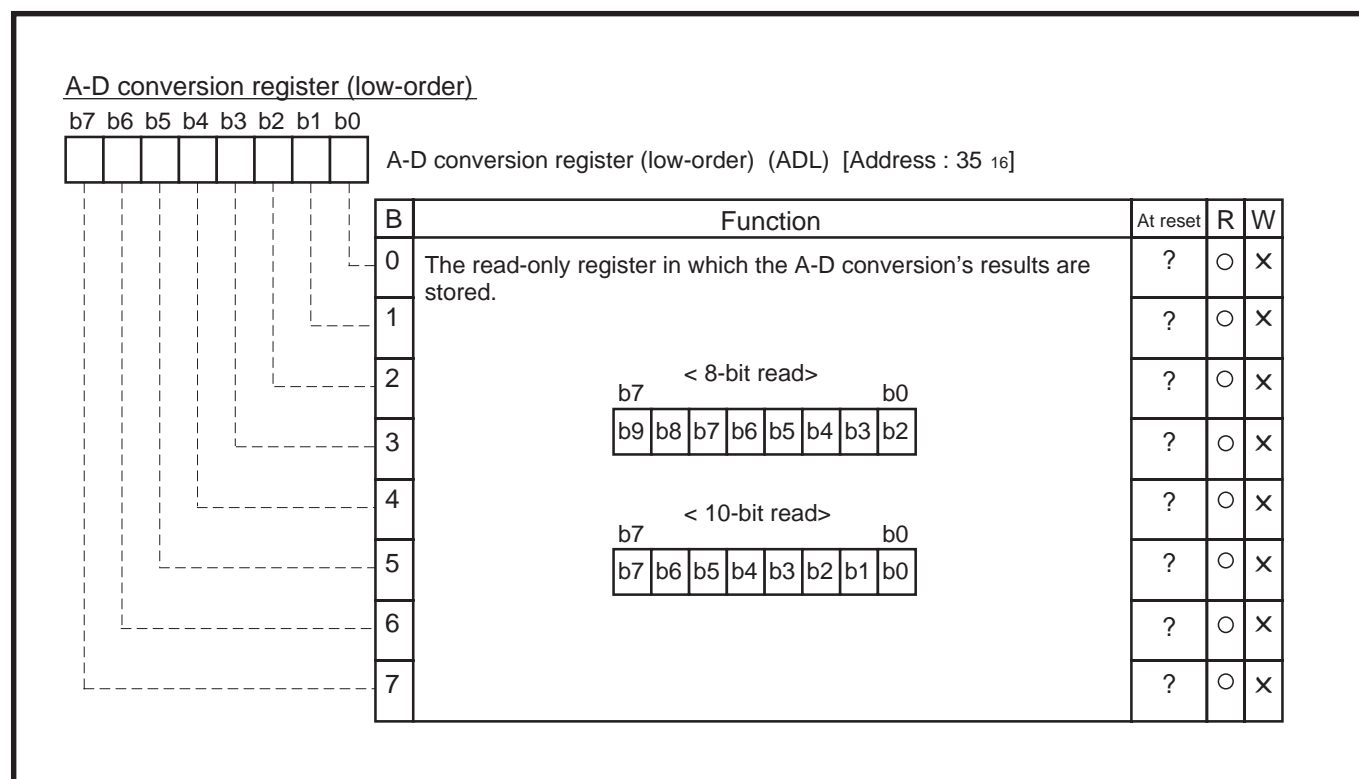 A-D conversion register (low-order)
b7 b6 b5 b4 b3 b2 b1 b0
A-D conversion register (low-order) (ADL) [Address : 35 16]
B Function At reset R W
0 The read-only register in which the A-D conversion’s results are ? ○ ×
stored.
1 ? ○ ×
2 ? ○ ×
< 8-bit read>
b7 b0
b9 b8 b7 b6 b5 b4 b3 b2
3 ? ○ ×
4 ? ○ ×
< 10-bit read>
b7 b0
b7 b6 b5 b4 b3 b2 b1 b0
5 ? ○ ×
6 ? ○ ×
7 ? ○ ×